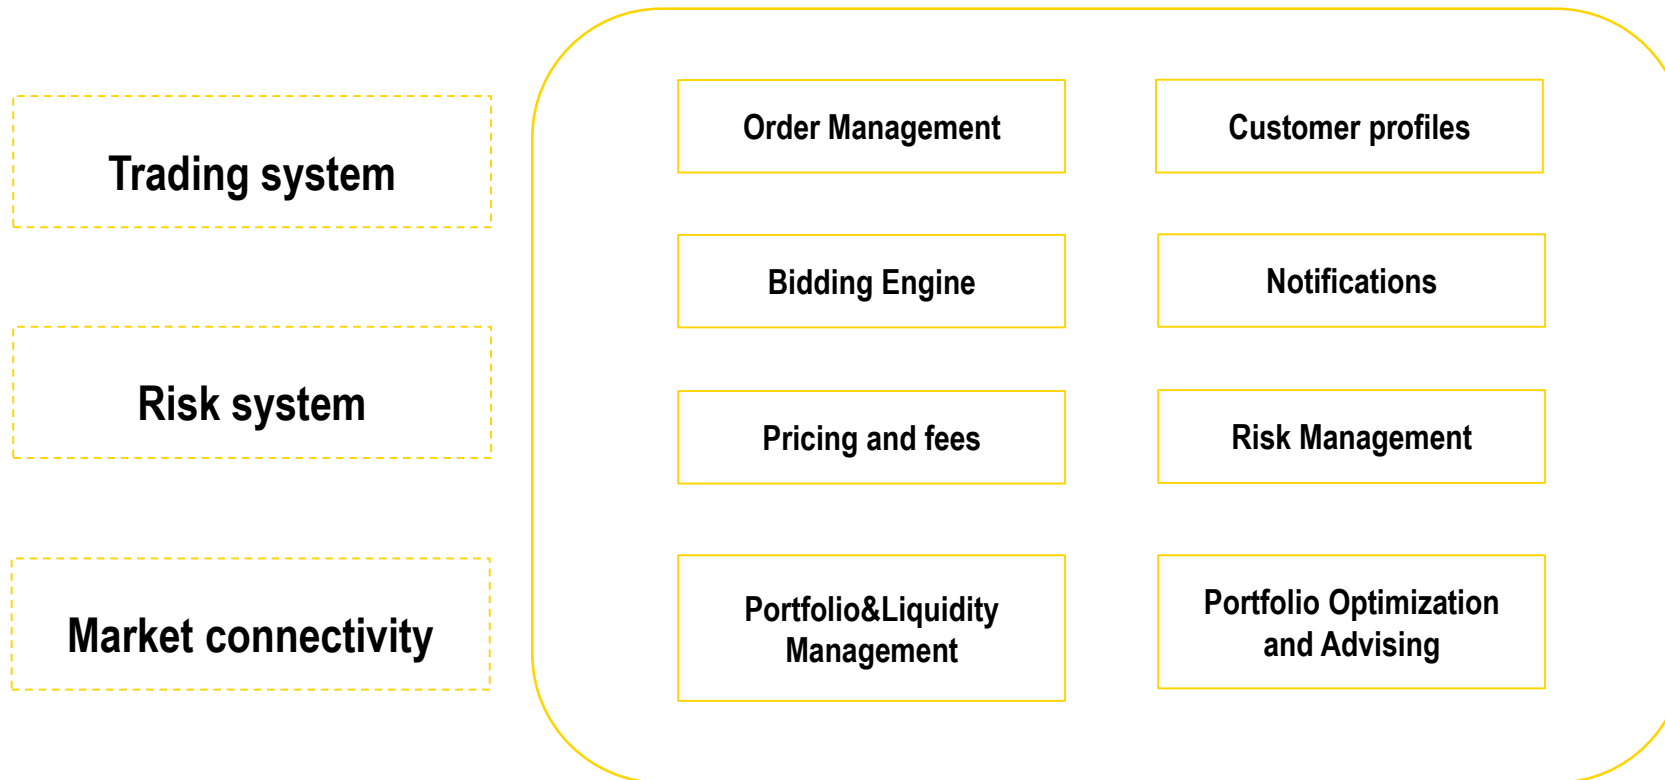 Trading system
Risk system
Market connectivity
Order Management
Customer profiles
Bidding Engine
Notifications
Pricing and fees
Risk Management
Portfolio&Liquidity
Management
Portfolio Optimization
and Advising